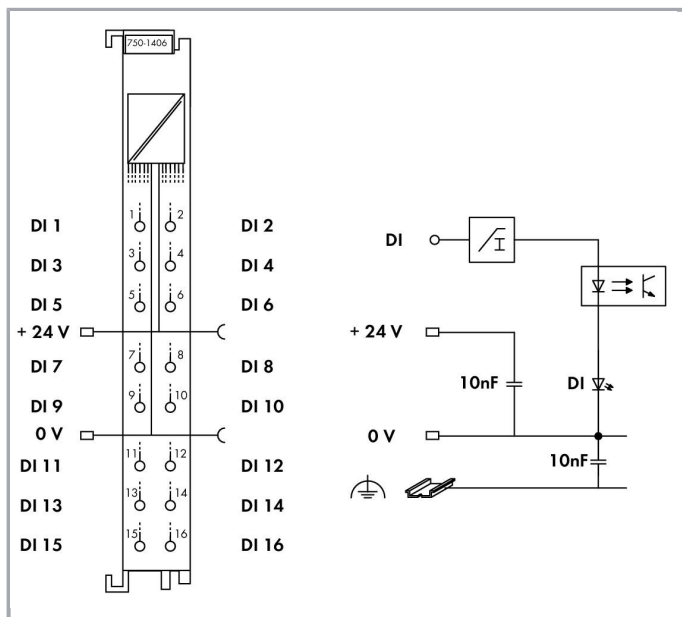 750-1406
1 2
DI 1 DI 2
3 4
DI 3 DI 4
5 6
DI 5 DI 6
+ 24 V
7 8
DI 7 DI 8
9 10
DI 9 DI 10
0 V
11 12
DI 11 DI 12
13 14
DI 13 DI 14
15 16
DI 15 DI 16
DI
+ 24 V
10nF
DI
0 V
10nF